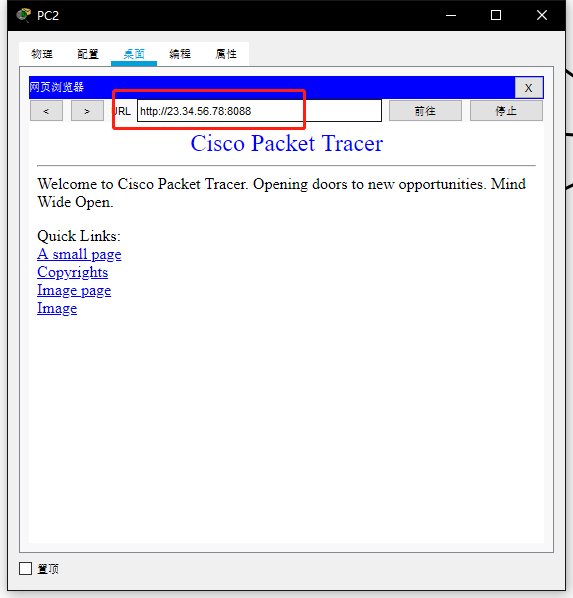 PC2
物理 配置 桌面 编程 属性
网页浏览器 X
< > URL http://23.34.56.78:8088 前往 停止
Cisco Packet Tracer
Welcome to Cisco Packet Tracer. Opening doors to new opportunities. Mind
Wide Open.
Quick Links:
A small page
Copyrights
Image page
Image
置顶